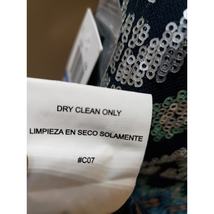 DRY CLEAN ONLY
LIMPIEZA EN SECO SOLAMENTE
#C07